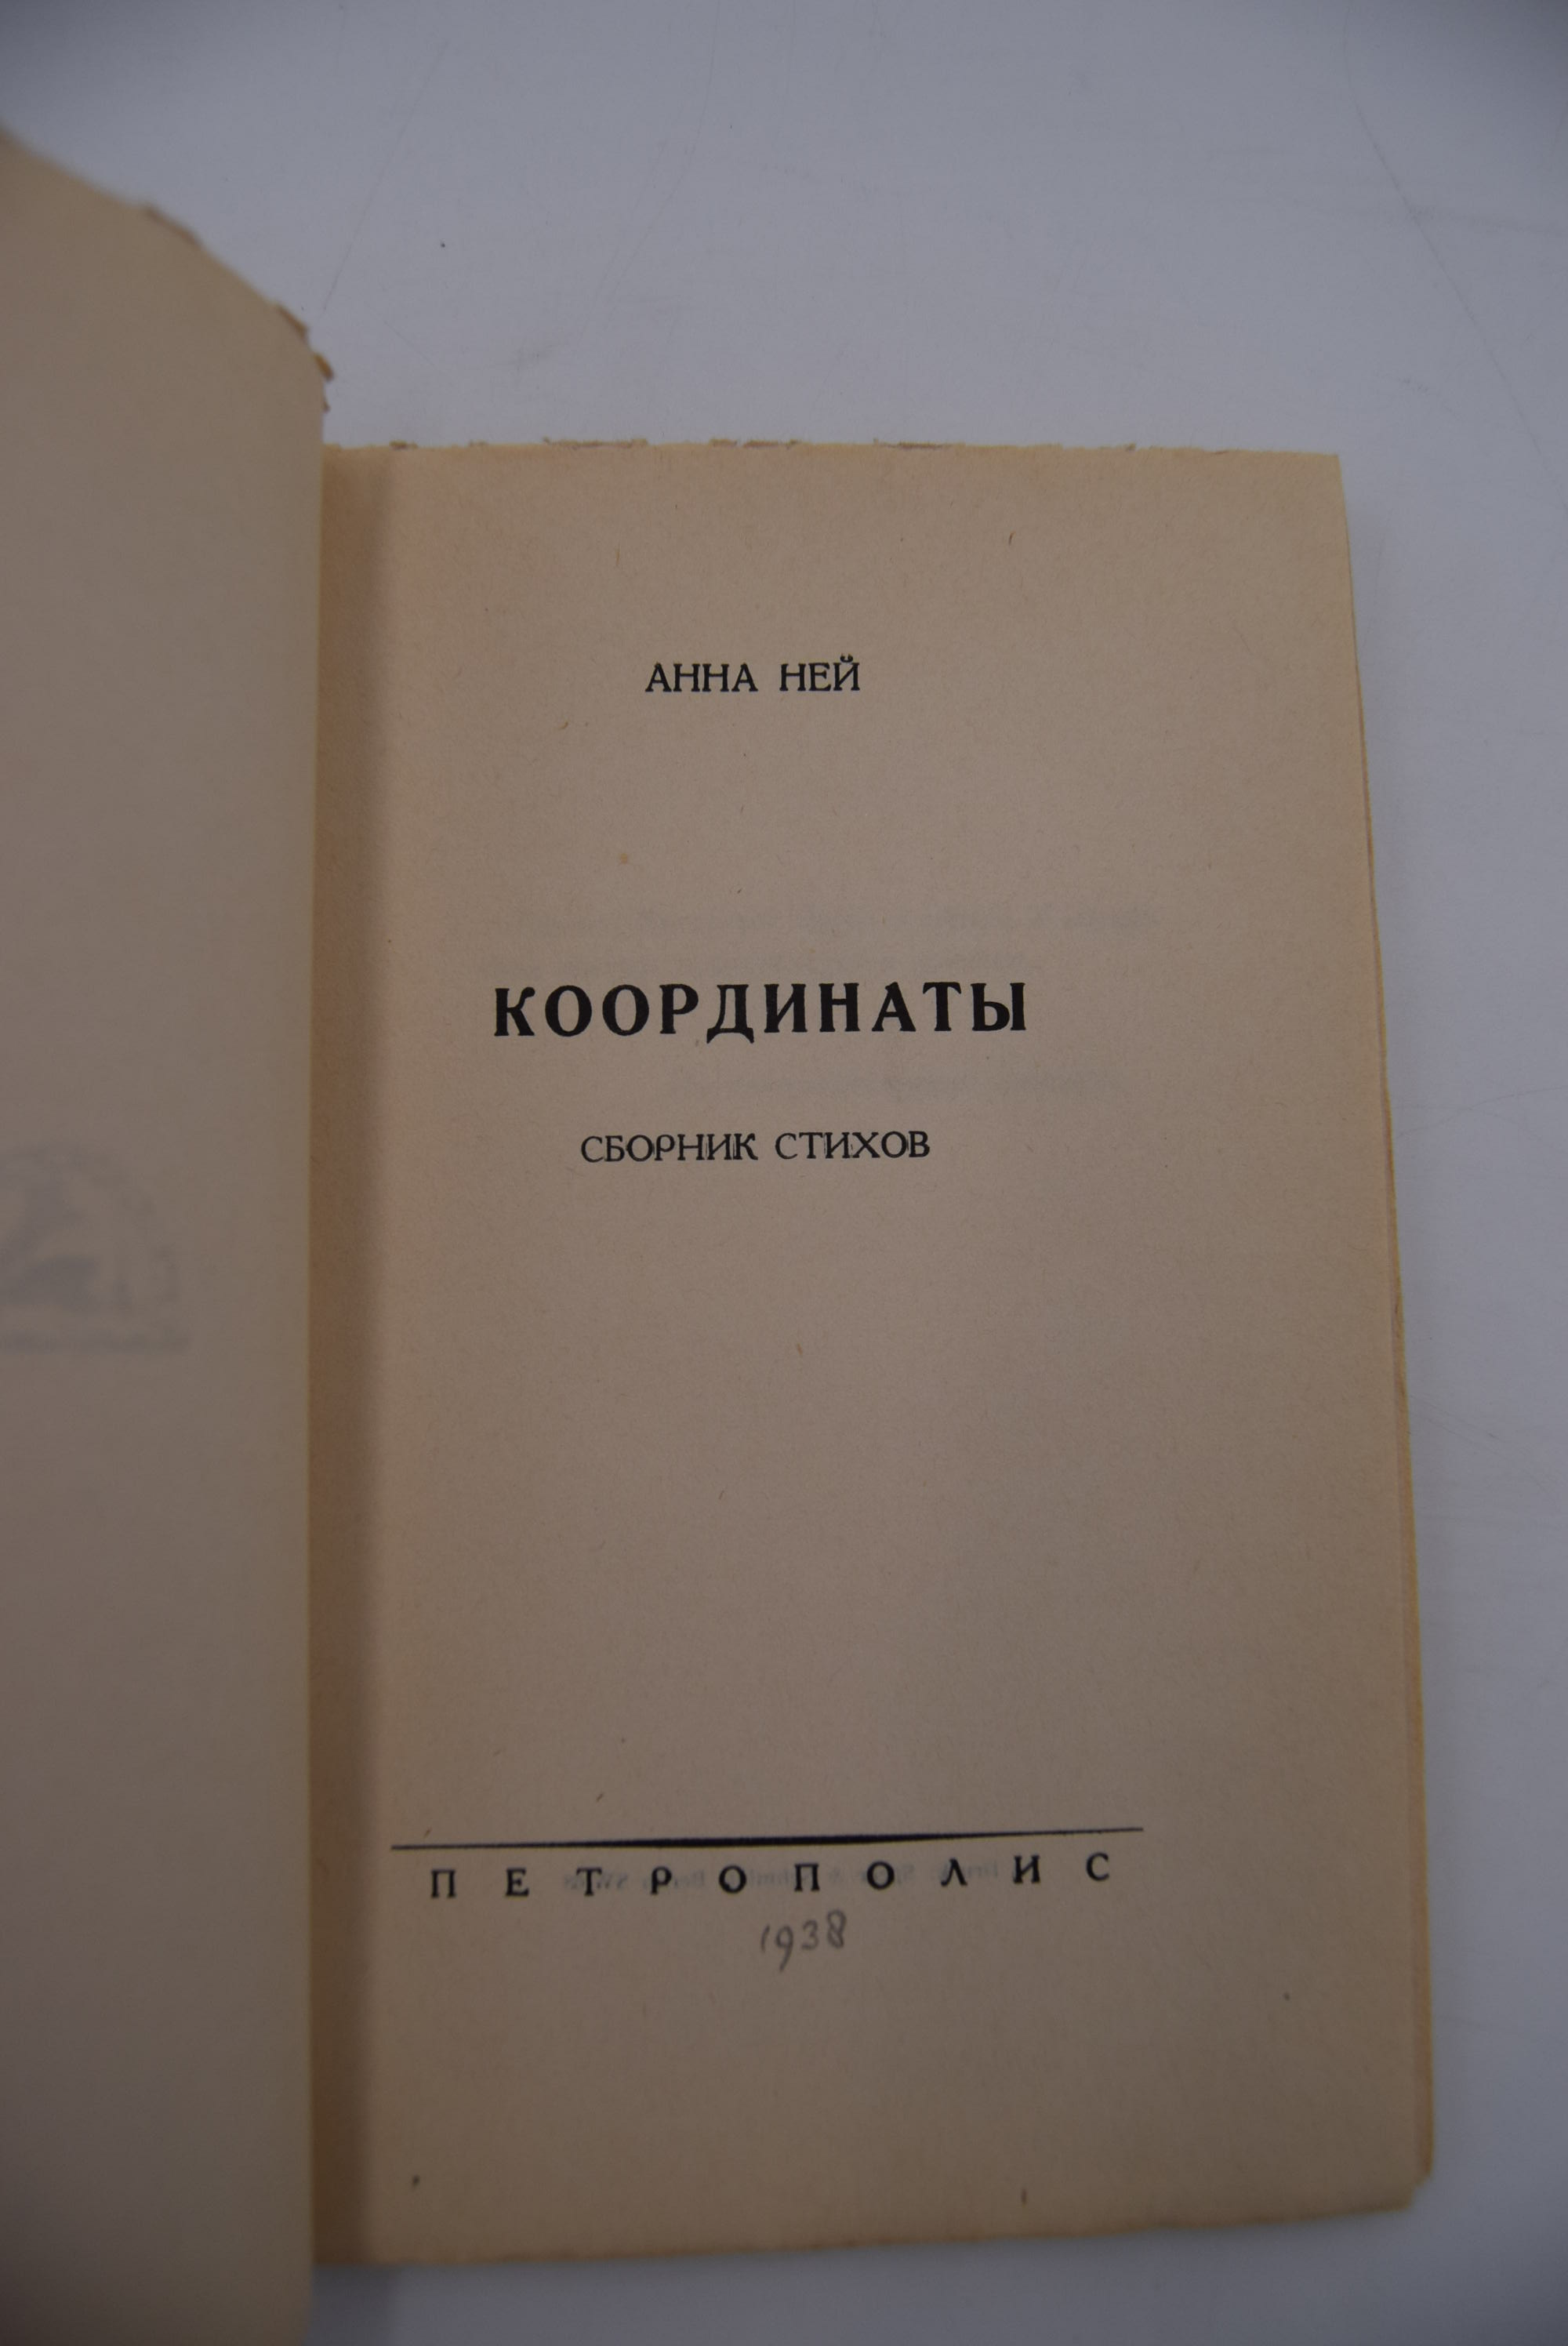 АННА НЕЙ
КООРДИНАТЫ
СБОРНИК СТИХОВ
ПЕТРОПОЛИС
1938